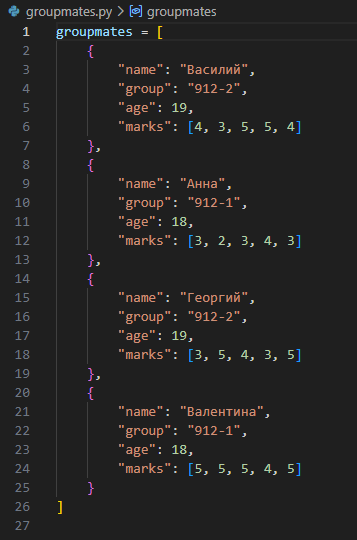 groupmates.py > groupmates
1 groupmates = [
2     {
3         "name": "Василий",
4         "group": "912-2",
5         "age": 19,
6         "marks": [4, 3, 5, 5, 4]
7     },
8     {
9         "name": "Анна",
10         "group": "912-1",
11         "age": 18,
12         "marks": [3, 2, 3, 4, 3]
13     },
14     {
15         "name": "Георгий",
16         "group": "912-2",
17         "age": 19,
18         "marks": [3, 5, 4, 3, 5]
19     },
20     {
21         "name": "Валентина",
22         "group": "912-1",
23         "age": 18,
24         "marks": [5, 5, 5, 4, 5]
25     }
26 ]
27